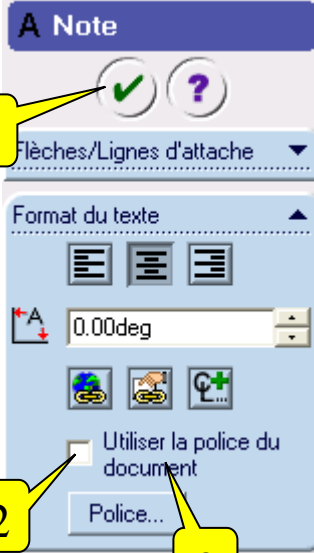 A Note
?
Flèches/Lignes d'attache
Format du texte
A
0.00deg
Utiliser la police du
document
2
Police...